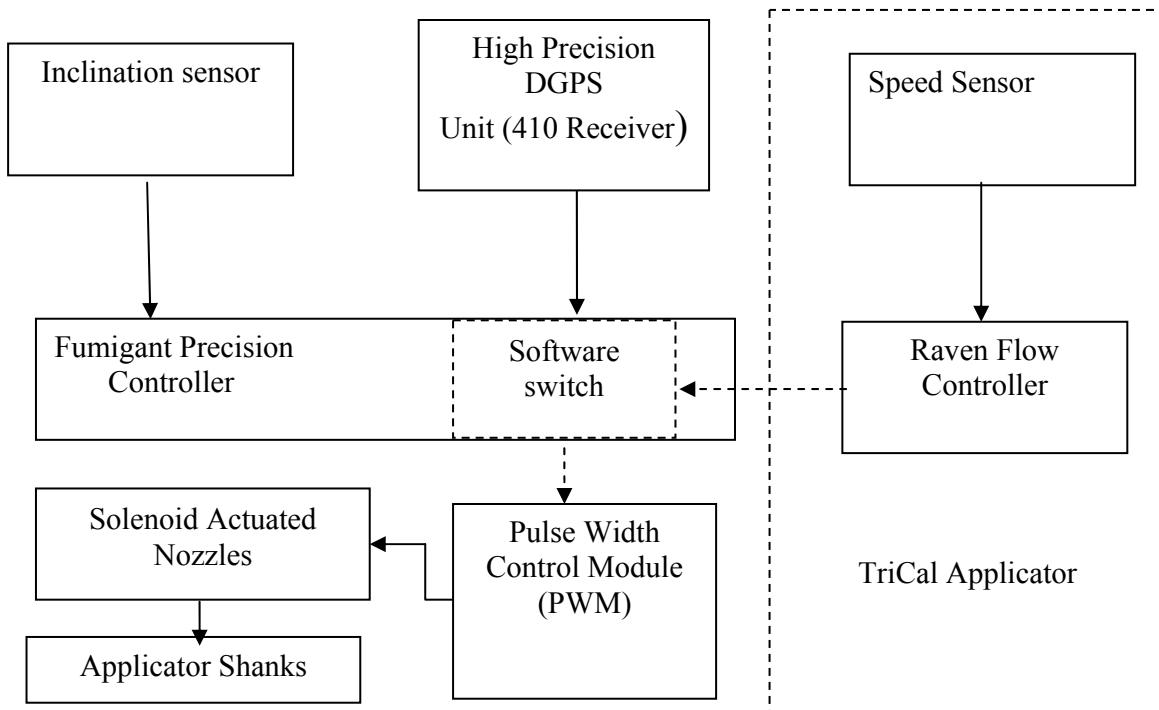 Inclination sensor
High Precision
DGPS
Unit (410 Receiver)
Speed Sensor
Fumigant Precision
Controller
Software
switch
Raven Flow
Controller
Solenoid Actuated
Nozzles
Pulse Width
Control Module
(PWM)
TriCal Applicator
Applicator Shanks